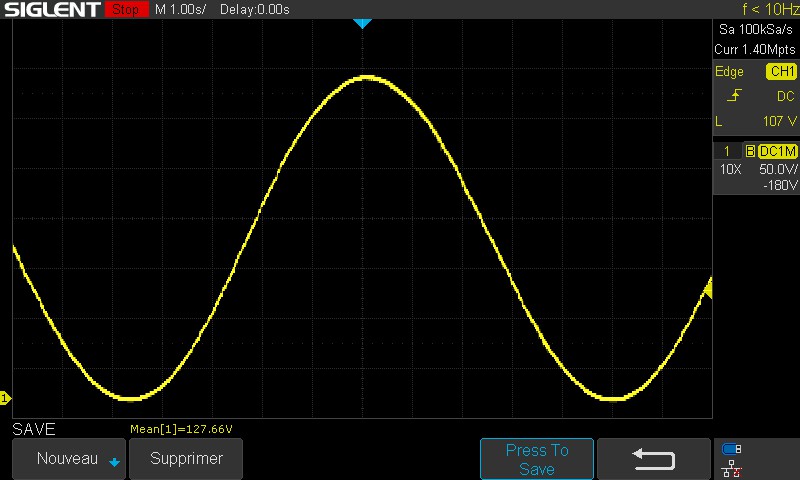 SIGLENT Stop M 1.00s/ Delay:0.00s f < 10Hz
Sa 100kSa/s
Curr 1.40Mpts
Edge CH1
DC
L 107 V
1 B DC1M
10X 50.0V/
-180V
1
SAVE Mean[1]=127.66V
Nouveau Supprimer Press To
Save